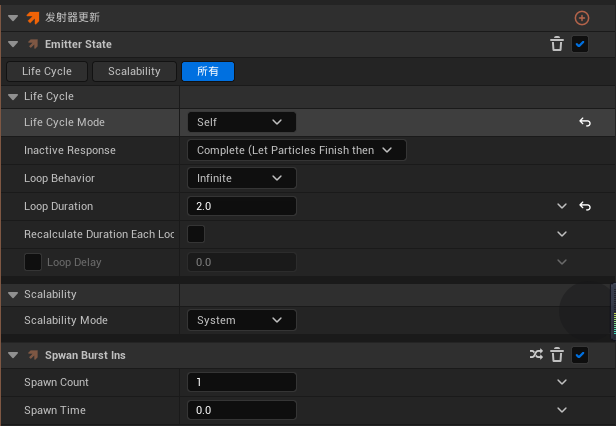 发射器更新
Emitter State
Life Cycle
Scalability
所有
Life Cycle
Life Cycle Mode
Self
Inactive Response
Complete (Let Particles Finish then
Loop Behavior
Infinite
Loop Duration
2.0
Recalculate Duration Each Loo
Loop Delay
0.0
Scalability
Scalability Mode
System
Spwan Burst Ins
Spawn Count
1
Spawn Time
0.0